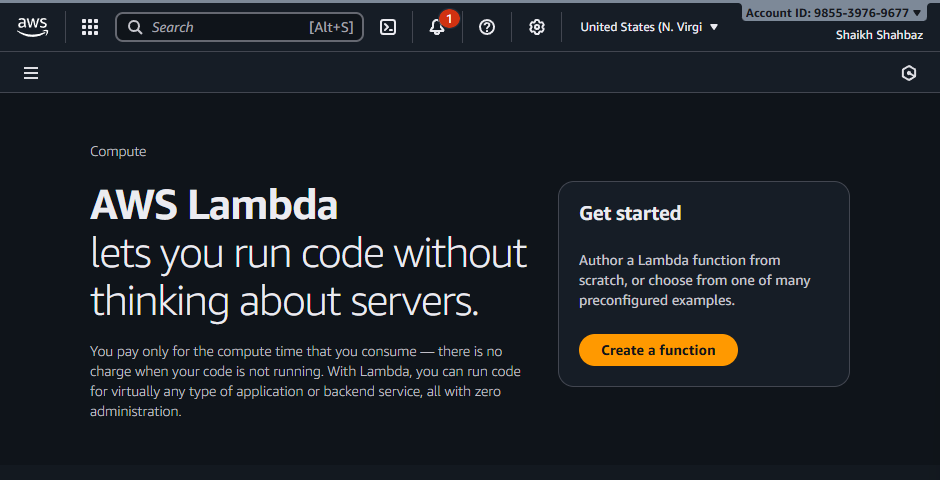 aws
Search [Alt+S]
1
United States (N. Virgi
Account ID: 9855-3976-9677
Shaikh Shahbaz
Compute
AWS Lambda
lets you run code without
thinking about servers.
You pay only for the compute time that you consume — there is no
charge when your code is not running. With Lambda, you can run code
for virtually any type of application or backend service, all with zero
administration.
Get started
Author a Lambda function from
scratch, or choose from one of many
preconfigured examples.
Create a function